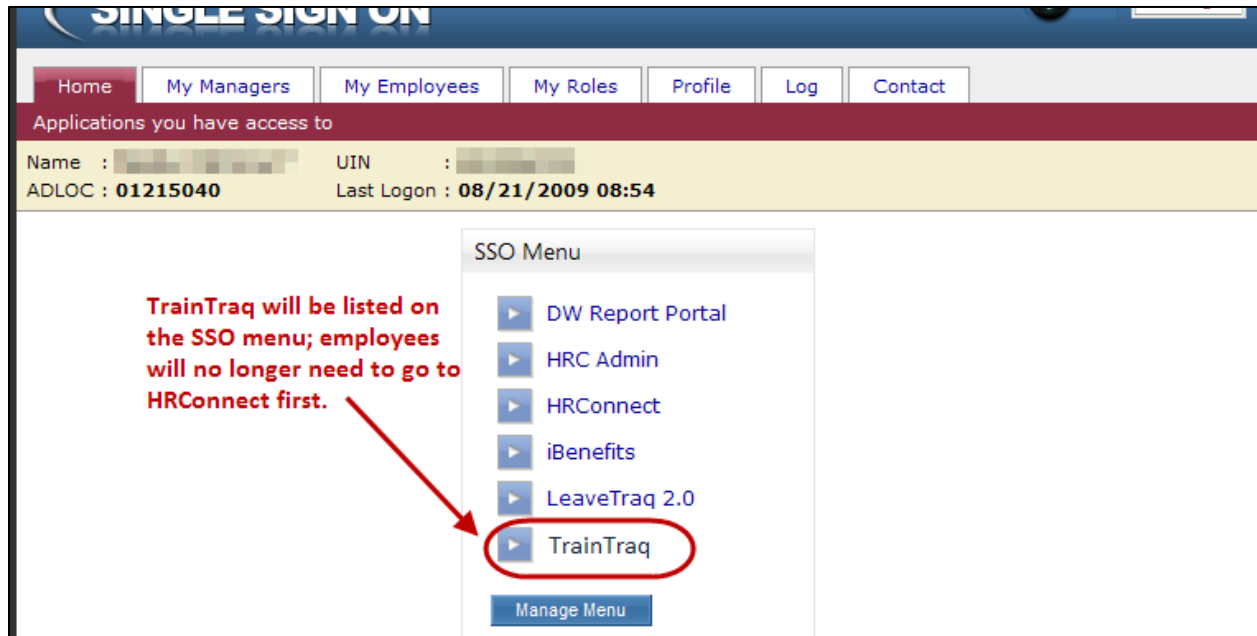 SINGLE SIGN ON
Home My Managers My Employees My Roles Profile Log Contact
Applications you have access to
Name : UIN :
ADLOC : 01215040 Last Logon : 08/21/2009 08:54
SSO Menu
TrainTraq will be listed on
the SSO menu; employees
will no longer need to go to
HRConnect first.
DW Report Portal
HRC Admin
HRConnect
iBenefits
LeaveTraq 2.0
TrainTraq
Manage Menu